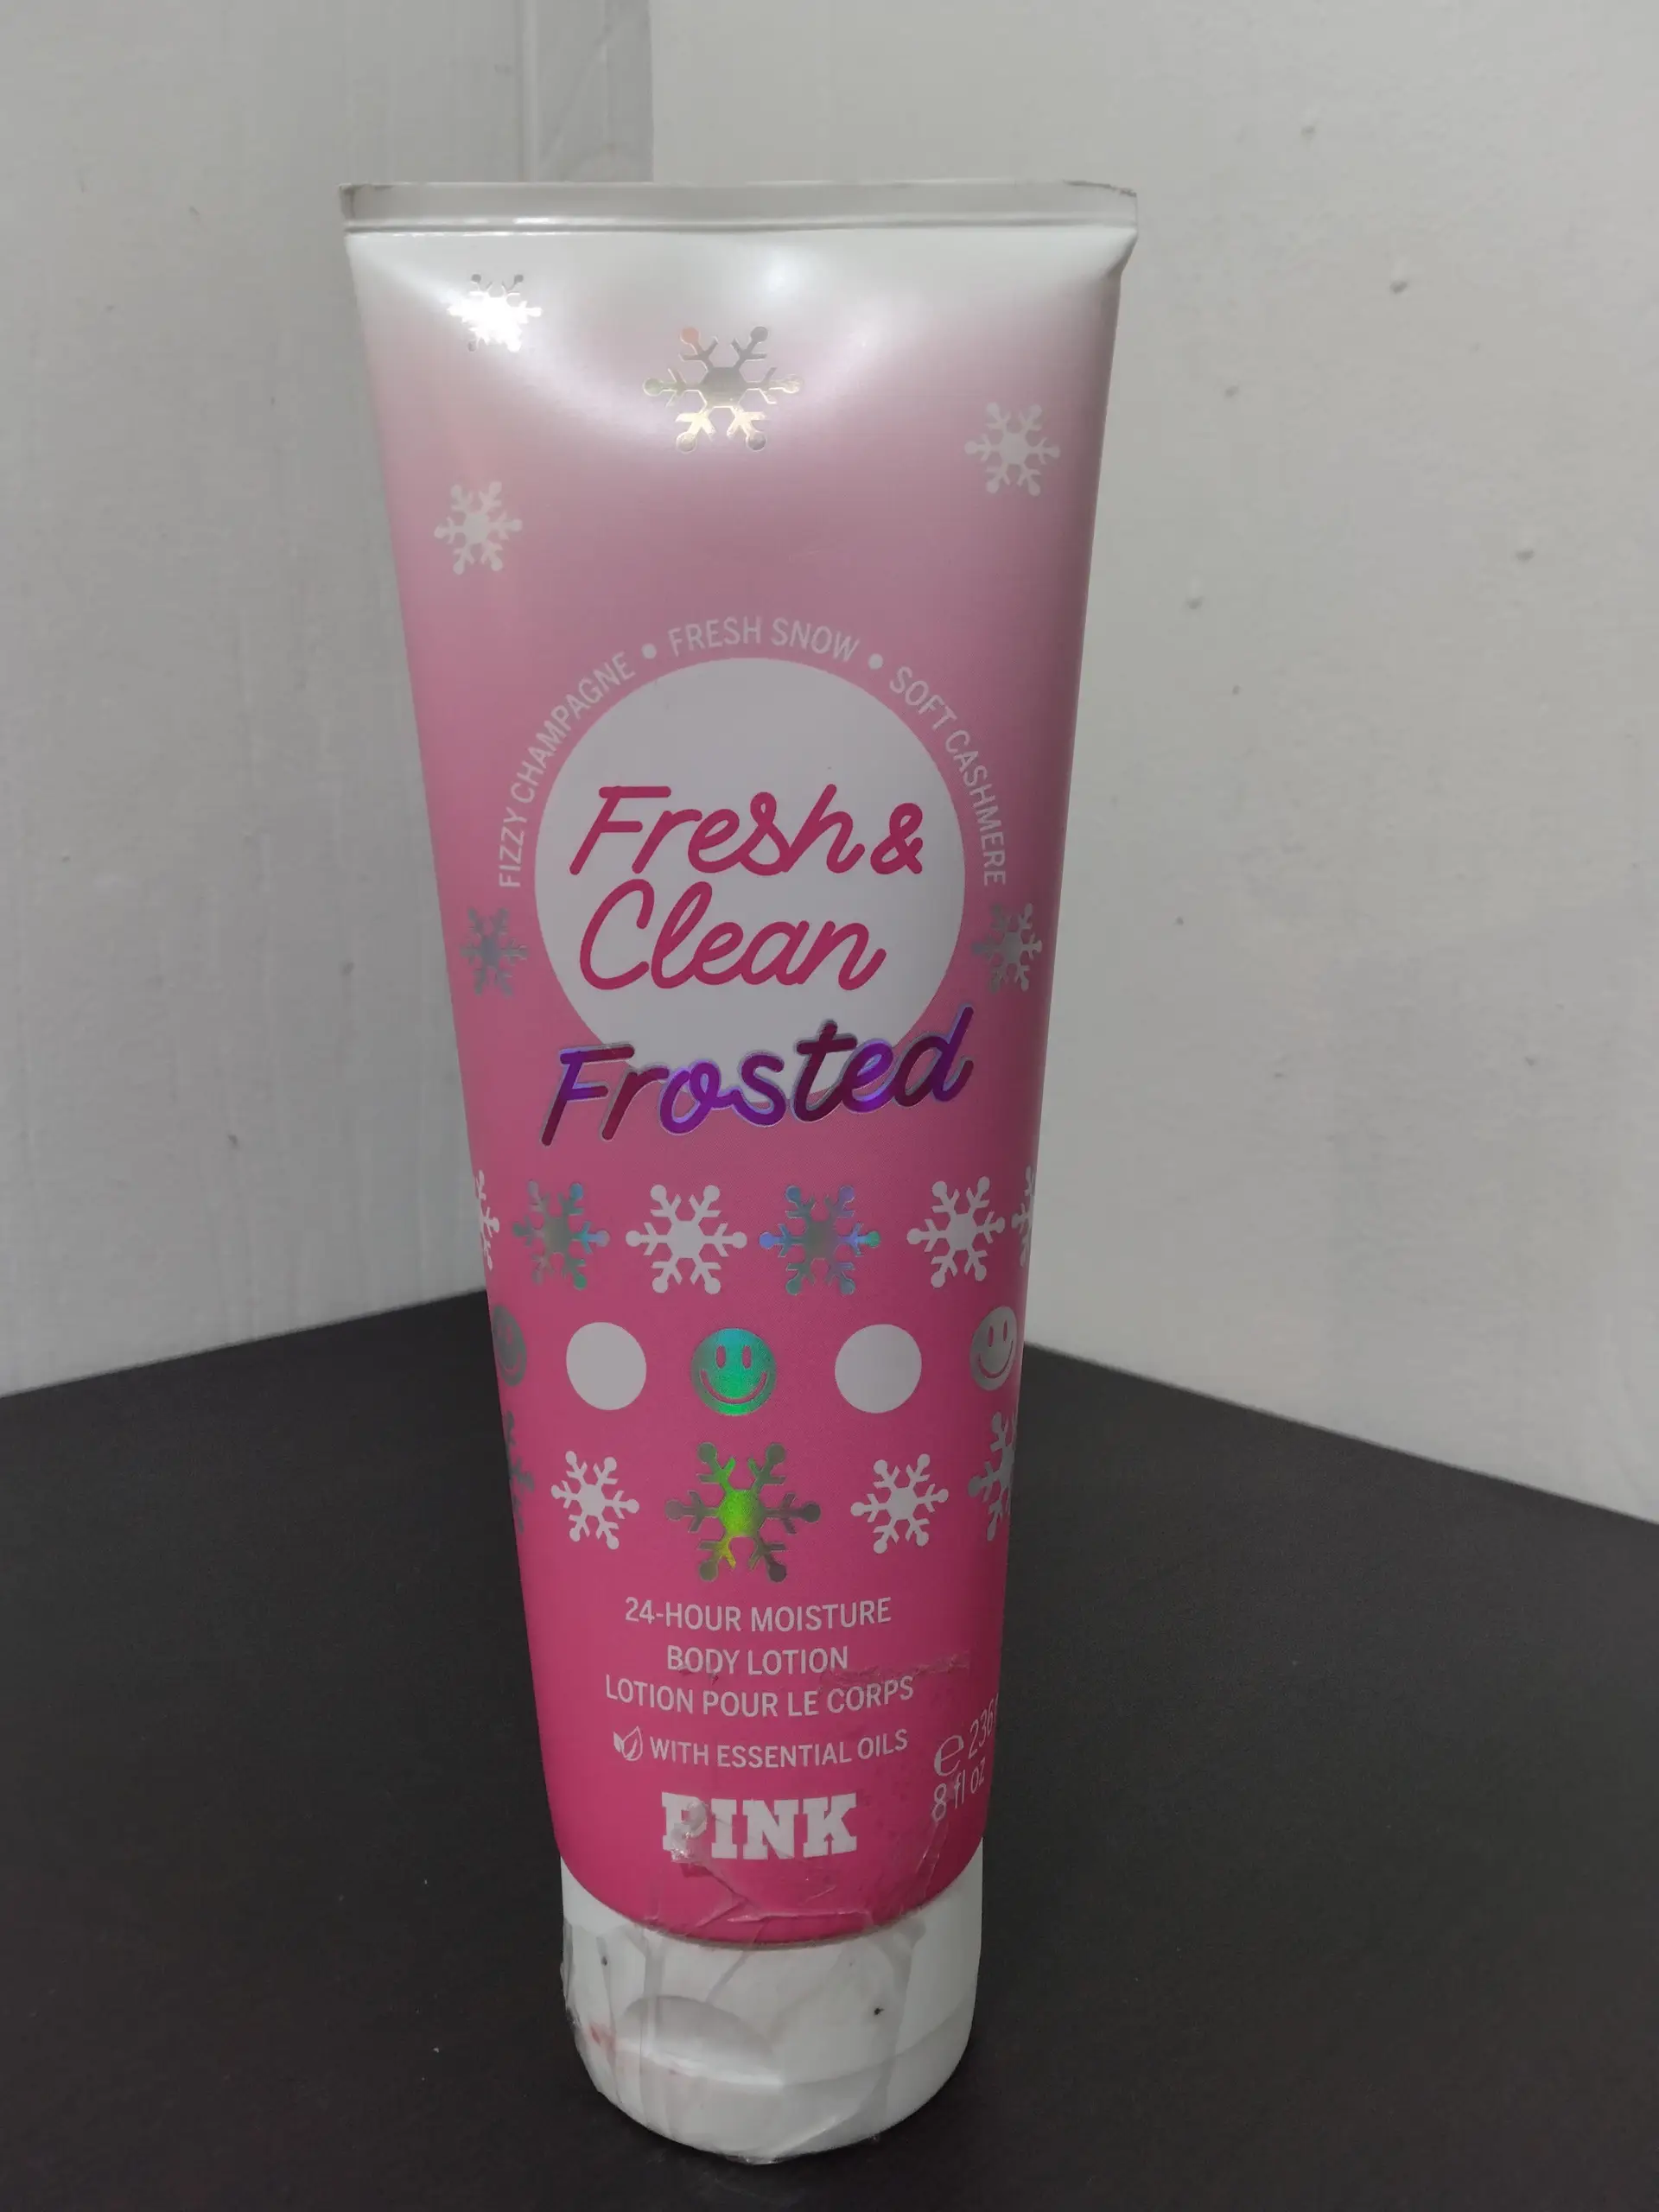 FIZZY CHAMPAGNE • FRESH SNOW • SOFT CASHMERE
Fresh &
Clean
Frosted
24-HOUR MOISTURE
BODY LOTION
LOTION POUR LE CORPS
WITH ESSENTIAL OILS
e 236
8 fl oz
PINK